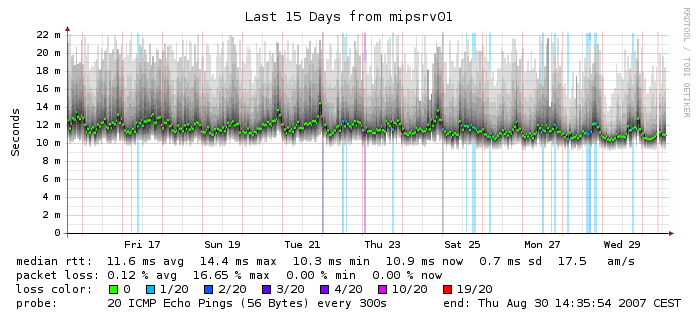 Last 15 Days from mipsrv01
RRDTOOL / TOBI OETIKER
Seconds
22 m
20 m
18 m
16 m
14 m
12 m
10 m
8 m
6 m
4 m
2 m
0
Fri 17 Sun 19 Tue 21 Thu 23 Sat 25 Mon 27 Wed 29
median rtt: 11.6 ms avg 14.4 ms max 10.3 ms min 10.9 ms now 0.7 ms sd 17.5 am/s
packet loss: 0.12 % avg 16.65 % max 0.00 % min 0.00 % now
loss color: 0 1/20 2/20 3/20 4/20 10/20 19/20
probe: 20 ICMP Echo Pings (56 Bytes) every 300s end: Thu Aug 30 14:35:54 2007 CEST